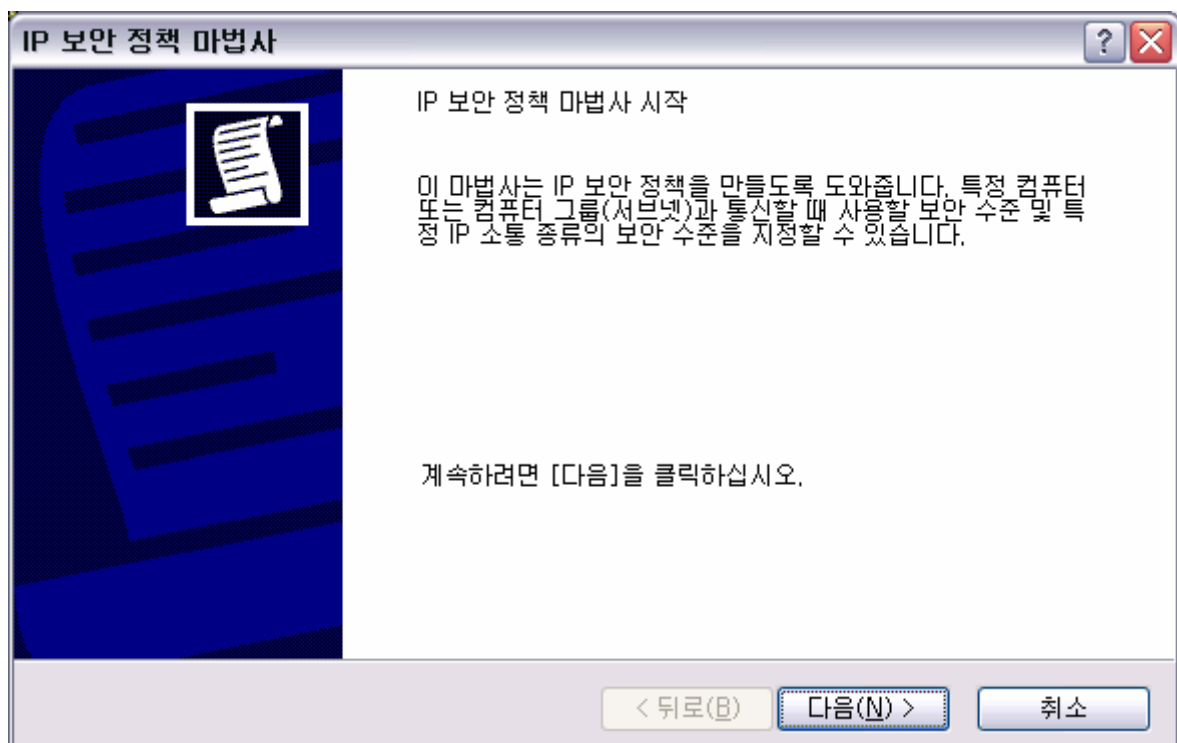 IP 보안 정책 마법사
IP 보안 정책 마법사 시작
이 마법사는 IP 보안 정책을 만들도록 도와줍니다. 특정 컴퓨터
또는 컴퓨터 그룹(서브넷)과 통신할 때 사용할 보안 수준 및 특
정 IP 소통 종류의 보안 수준을 지정할 수 있습니다.
계속하려면 [다음]을 클릭하십시오.
< 뒤로(B) 다음(N) > 취소